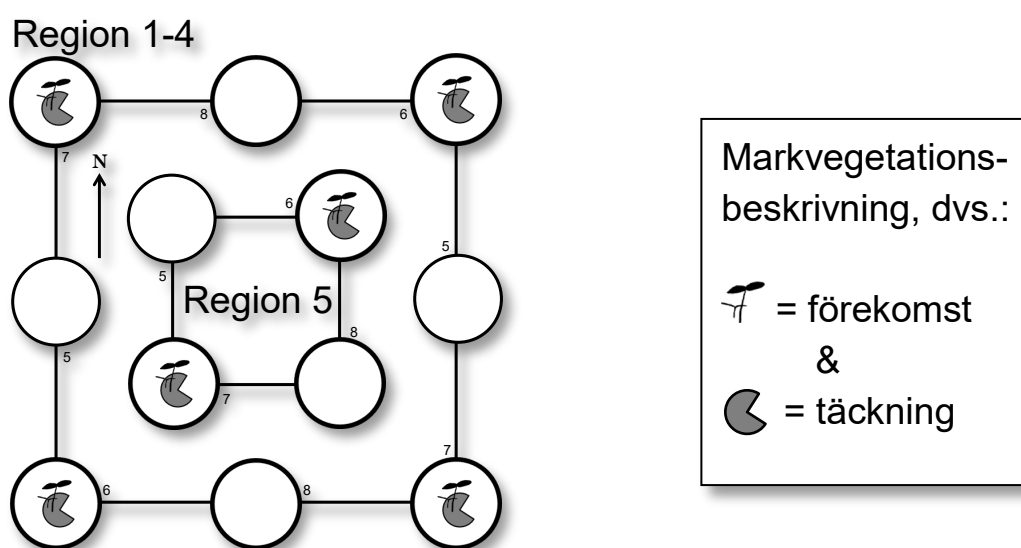 Region 1-4
8
6
7
N
6
5
5
Region 5
8
5
7
7
6
8
Markvegetations-
beskrivning, dvs.:
= förekomst
&
= täckning